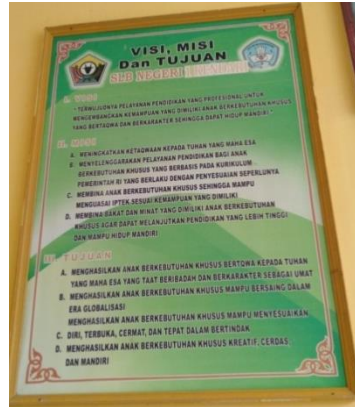 VISI, MISI
Dan TUJUAN
SLB NEGERI
I. VISI
"TERWUJUDNYA PELAYANAN PENDIDIKAN YANG PROFESIONAL UNTUK
MENGEMBANGKAN KEMAMPUAN YANG DIMILIKI ANAK BERKEBUTUHAN KHUSUS
YANG BERTAQWA DAN BERKARAKTER SEHINGGA DAPAT HIDUP MANDIRI."
II. MISI
A. MENINGKATKAN KETAQWAAN KEPADA TUHAN YANG MAHA ESA
B. MENYELENGGARAKAN PELAYANAN PENDIDIKAN BAGI ANAK
BERKEBUTUHAN KHUSUS YANG BERBASIS PADA KURIKULUM
PEMERINTAH RI YANG BERLAKU DENGAN PENYESUAIAN SEPERLUNYA
C. MEMBINA ANAK BERKEBUTUHAN KHUSUS SEHINGGA MAMPU
MENGUASAI IPTEK SESUAI KEMAMPUAN YANG DIMILIKI
D. MEMBINA BAKAT DAN MINAT YANG DIMILIKI ANAK BERKEBUTUHAN
KHUSUS AGAR DAPAT MELANJUTKAN PENDIDIKAN YANG LEBIH TINGGI
DAN MAMPU HIDUP MANDIRI
III. TUJUAN
A. MENGHASILKAN ANAK BERKEBUTUHAN KHUSUS BERTQWA KEPADA TUHAN
YANG MAHA ESA YANG TAAT BERIBADAH DAN BERKARAKTER SEBAGAI UMAT
B. MENGHASILKAN ANAK BERKEBUTUHAN KHUSUS MAMPU BERSAING DALAM
ERA GLOBALISASI
MENGHASILKAN ANAK BERKEBUTUHAN KHUSUS MAMPU MENYESUAIKAN
C. DIRI, TERBUKA, CERMAT, DAN TEPAT DALAM BERTINDAK
D. MENGHASILKAN ANAK BERKEBUTUHAN KHUSUS KREATIF, CERDAS
DAN MANDIRI